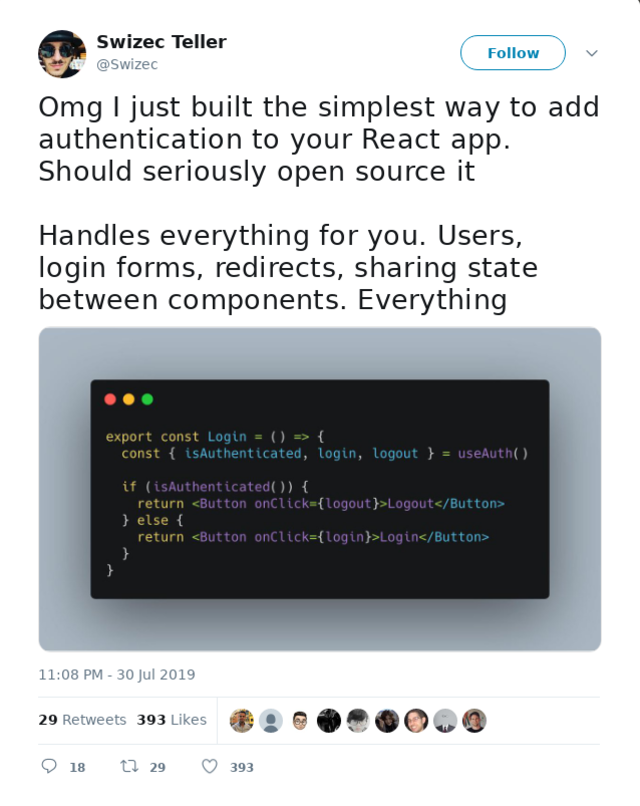 Swizec Teller
@Swizec
Follow
Omg I just built the simplest way to add
authentication to your React app.
Should seriously open source it
Handles everything for you. Users,
login forms, redirects, sharing state
between components. Everything
export const Login = () => {
  const { isAuthenticated, login, logout } = useAuth()
  if (isAuthenticated()) {
    return <Button onClick={logout}>Logout</Button>
  } else {
    return <Button onClick={login}>Login</Button>
  }
}
11:08 PM - 30 Jul 2019
29 Retweets 393 Likes
18 29 393